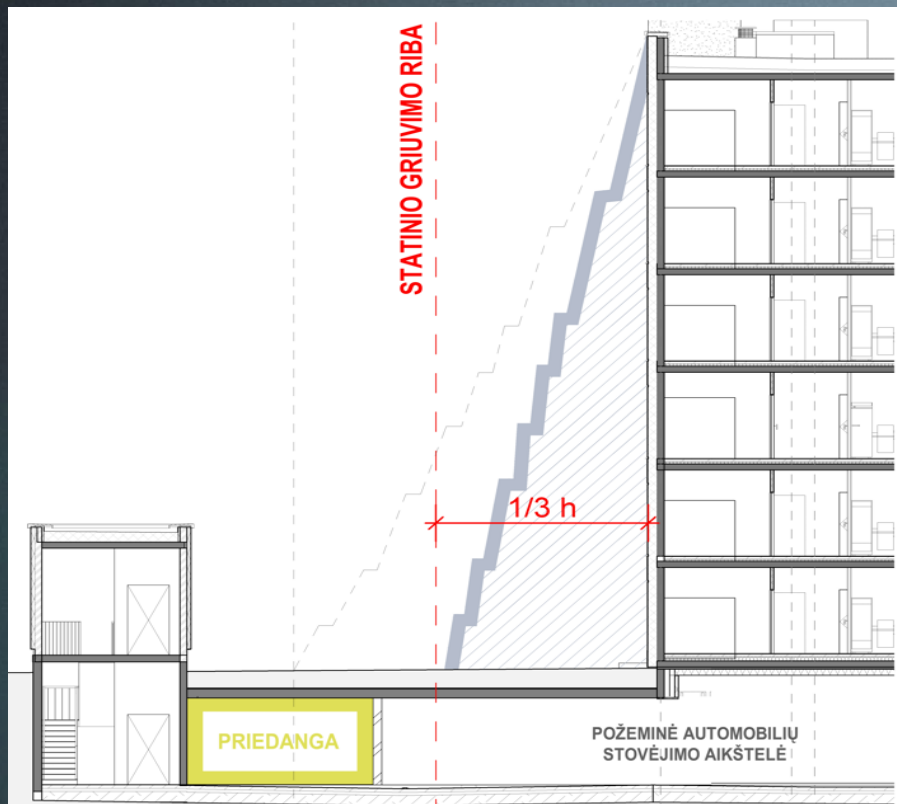 STATINIO GRIUVIMO RIBA
1/3 h
PRIEDANGA
POŽEMINĖ AUTOMOBILIŲ
STOVĖJIMO AIKŠTELĖ